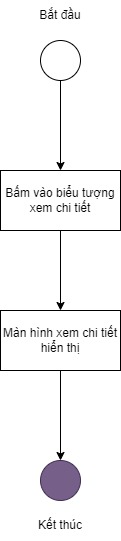 Bắt đầu
Bấm vào biểu tượng
xem chi tiết
Màn hình xem chi tiết
hiển thị
Kết thúc